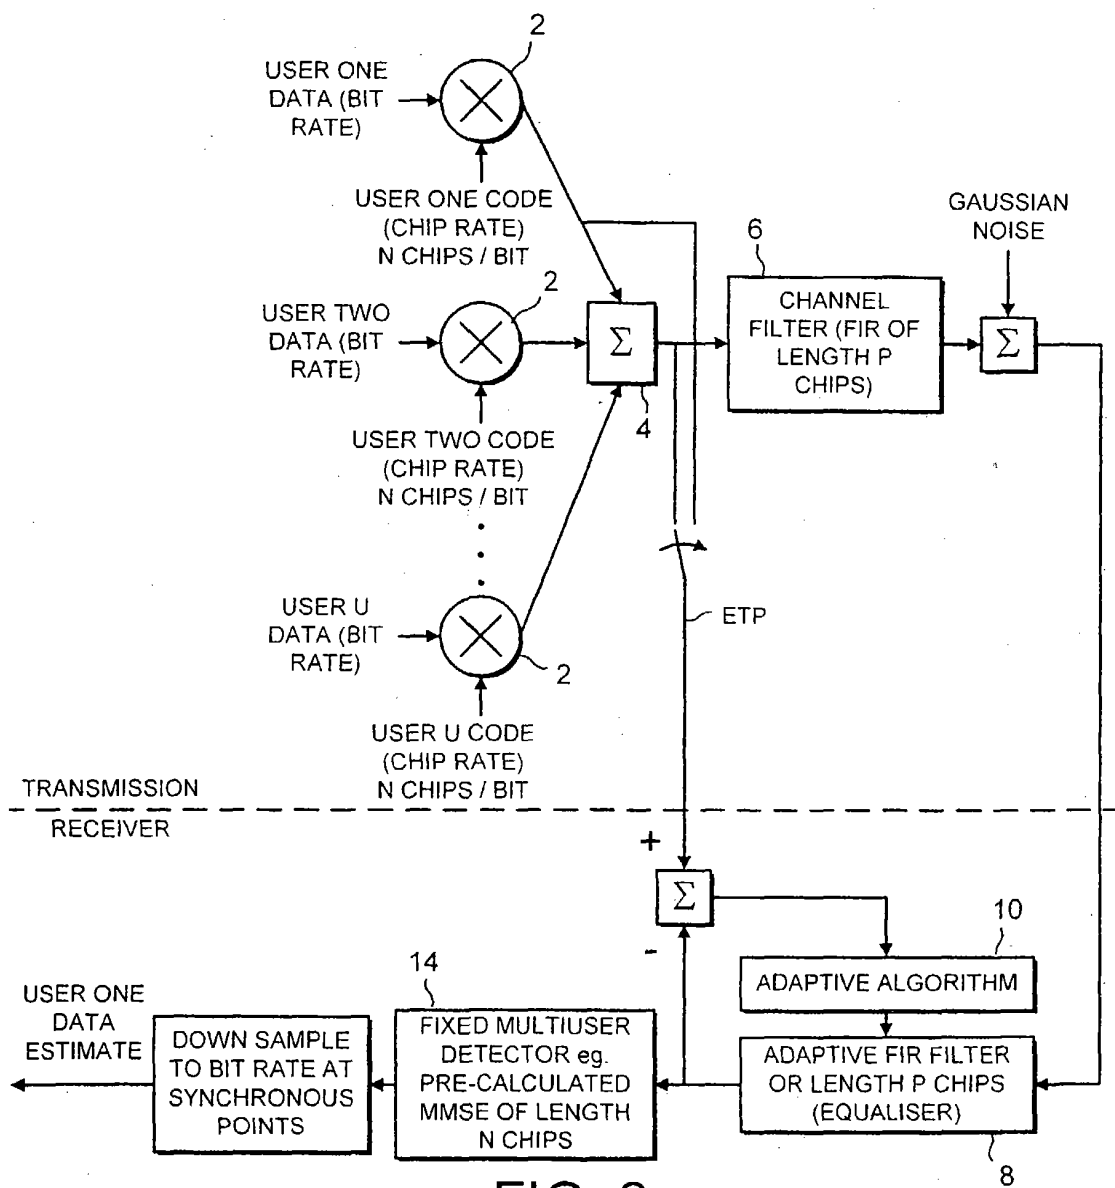 2
USER ONE
DATA (BIT
RATE)
USER ONE CODE
(CHIP RATE)
N CHIPS / BIT
GAUSSIAN
NOISE
6
2
USER TWO
DATA (BIT
RATE)
Σ
4
CHANNEL
FILTER (FIR OF
LENGTH P
CHIPS)
Σ
USER TWO CODE
(CHIP RATE)
N CHIPS / BIT
USER U
DATA (BIT
RATE)
2
ETP
USER U CODE
(CHIP RATE)
N CHIPS / BIT
TRANSMISSION
RECEIVER
+
Σ
-
10
ADAPTIVE ALGORITHM
14
USER ONE
DATA
ESTIMATE
DOWN SAMPLE
TO BIT RATE AT
SYNCHRONOUS
POINTS
FIXED MULTIUSER
DETECTOR eg.
PRE-CALCULATED
MMSE OF LENGTH
N CHIPS
ADAPTIVE FIR FILTER
OR LENGTH P CHIPS
(EQUALISER)
8